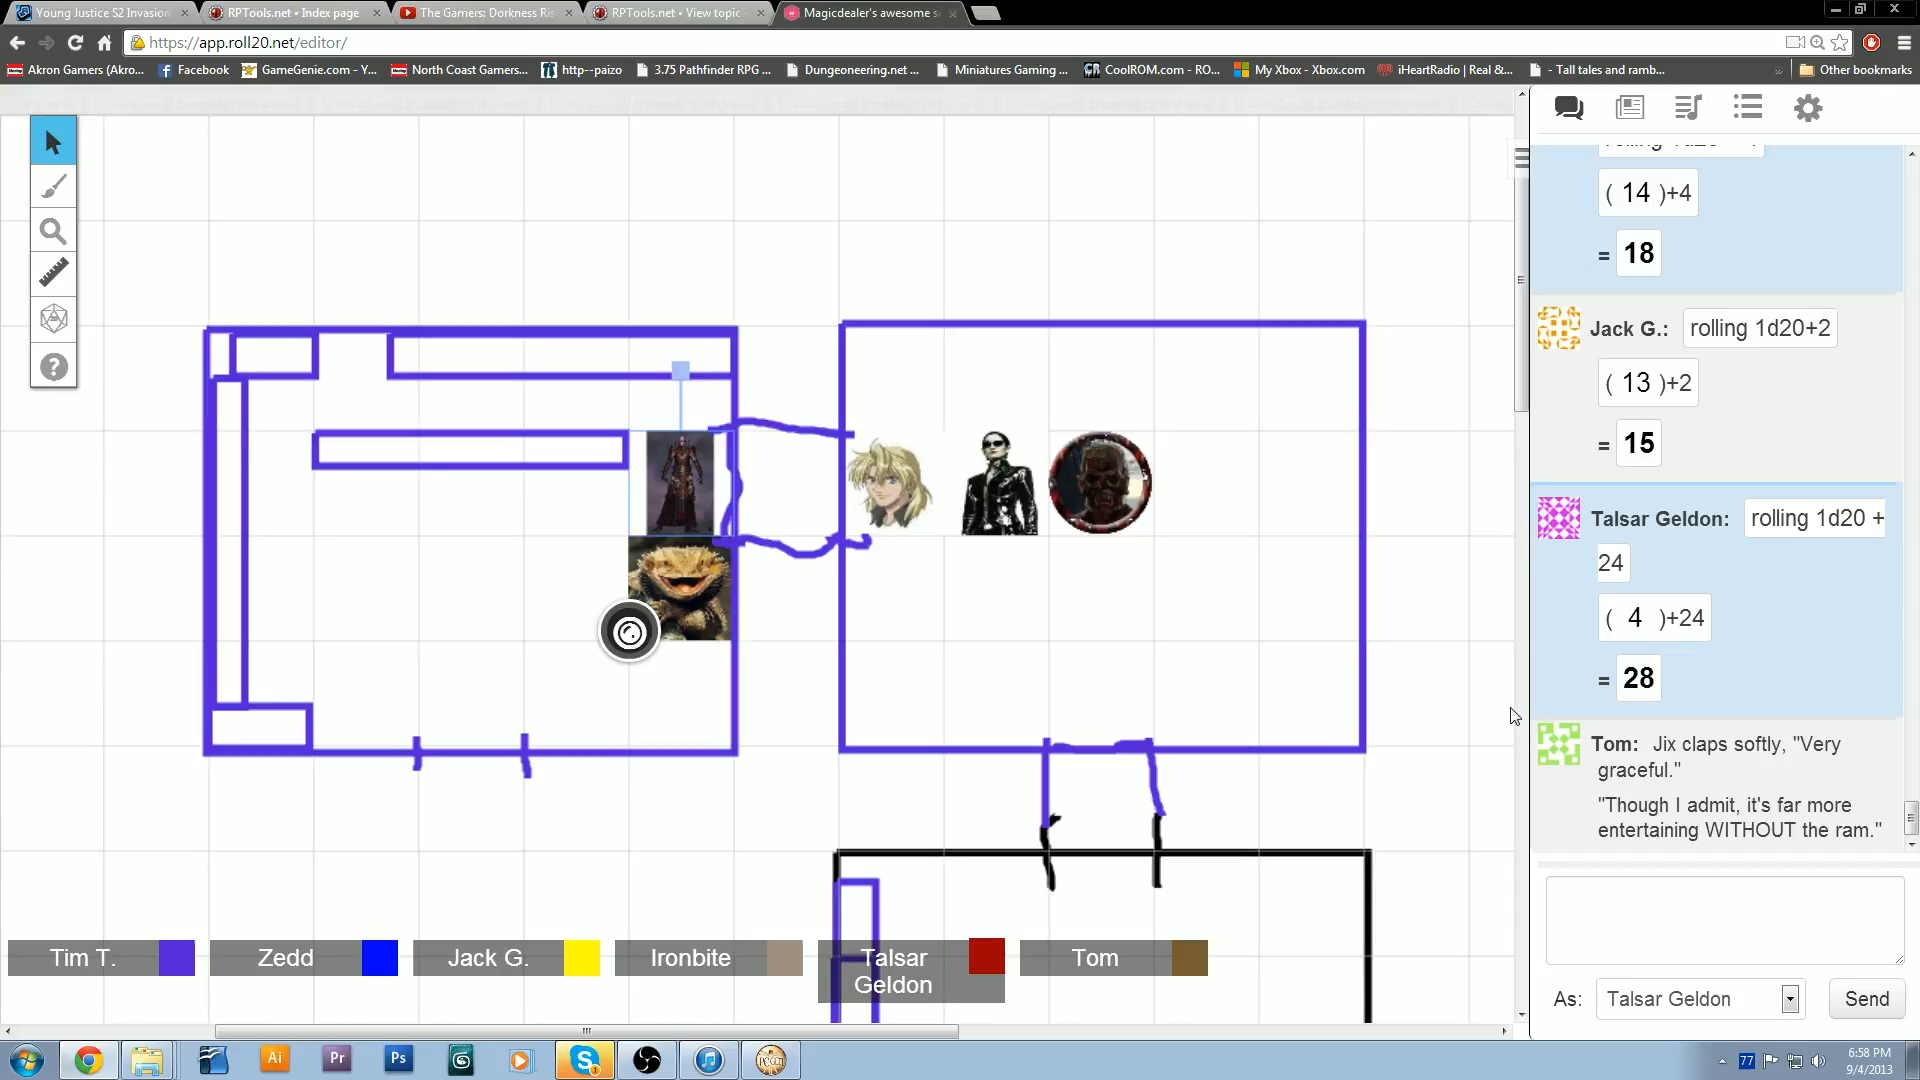 Young Justice S2 Invasion
RPTools.net • Index page
The Gamers: Dorkness Ris
RPTools.net • View topic -
Magicdealer's awesome s
https://app.roll20.net/editor/
Akron Gamers (Akro...
Facebook
GameGenie.com - Y...
North Coast Gamers...
http--paizo
3.75 Pathfinder RPG ...
Dungeoneering.net ...
Miniatures Gaming ...
CoolROM.com - RO...
My Xbox - Xbox.com
iHeartRadio | Real &...
- Tall tales and ramb...
»
Other bookmarks
( 14 )+4
= 18
Jack G.: rolling 1d20+2
( 13 )+2
= 15
Talsar Geldon: rolling 1d20 +
24
( 4 )+24
= 28
Tom: Jix claps softly, "Very
graceful."
"Though I admit, it's far more
entertaining WITHOUT the ram."
Tim T.
Zedd
Jack G.
Ironbite
Talsar
Geldon
Tom
As: Talsar Geldon
Send
Ai
Pr
Ps
77
6:58 PM
9/4/2013